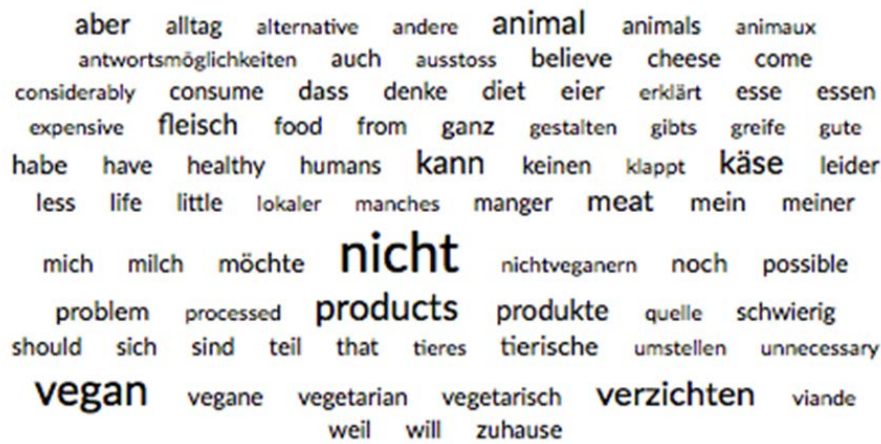 aber alltag alternative andere animal animals animaux
antwortsmöglichkeiten auch ausstoss believe cheese come
considerably consume dass denke diet eier erklärt esse essen
expensive fleisch food from ganz gestalten gibts greife gute
habe have healthy humans kann keinen klappt käse leider
less life little lokaler manches manger meat mein meiner
mich milch möchte nicht nichtveganern noch possible
problem processed products produkte quelle schwierig
should sich sind teil that tieres tierische umstellen unnecessary
vegan vegane vegetarian vegetarisch verzichten viande
weil will zuhause